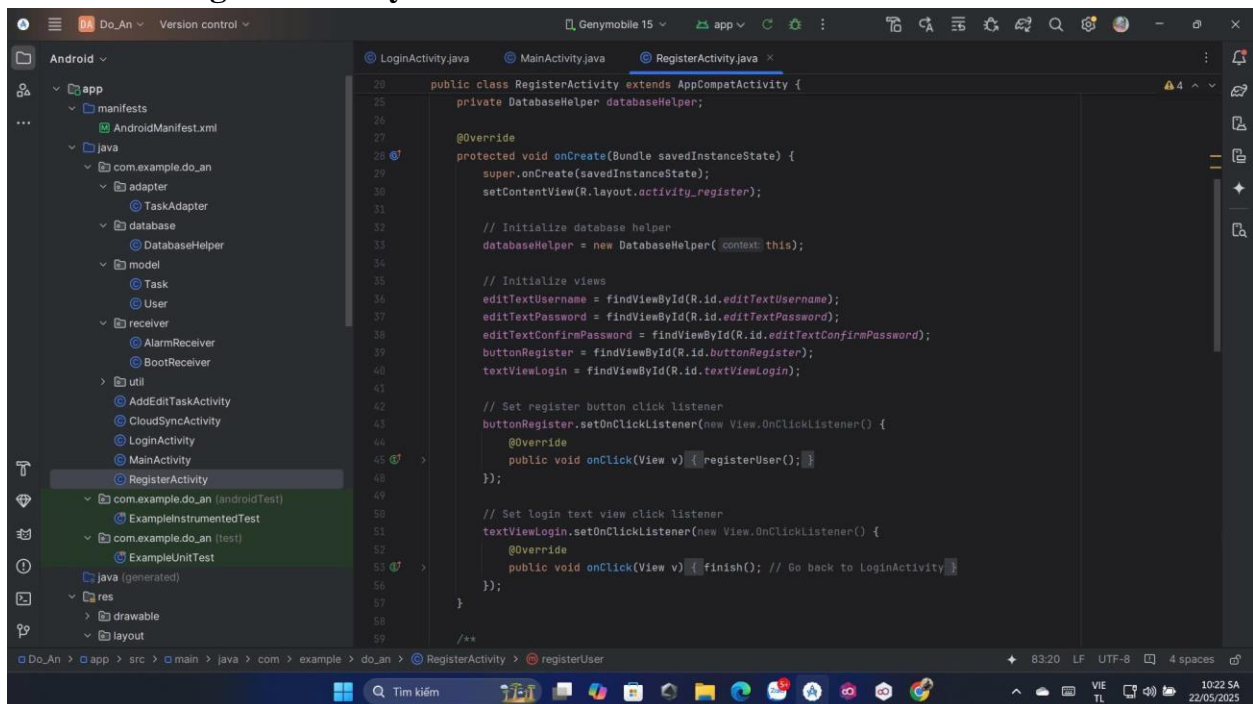 DA Do_An Version control Genymobile 15 app
Android
LoginActivity.java MainActivity.java RegisterActivity.java
app
manifests
AndroidManifest.xml
java
com.example.do_an
adapter
TaskAdapter
database
DatabaseHelper
model
Task
User
receiver
AlarmReceiver
BootReceiver
util
AddEditTaskActivity
CloudSyncActivity
LoginActivity
MainActivity
RegisterActivity
com.example.do_an (androidTest)
ExampleInstrumentedTest
com.example.do_an (test)
ExampleUnitTest
java (generated)
res
drawable
layout
20 public class RegisterActivity extends AppCompatActivity {
4
25 private DatabaseHelper databaseHelper;
26
27 @Override
28 protected void onCreate(Bundle savedInstanceState) {
29 super.onCreate(savedInstanceState);
30 setContentView(R.layout.activity_register);
31
32 // Initialize database helper
33 databaseHelper = new DatabaseHelper( context: this);
34
35 // Initialize views
36 editTextUsername = findViewById(R.id.editTextUsername);
37 editTextPassword = findViewById(R.id.editTextPassword);
38 editTextConfirmPassword = findViewById(R.id.editTextConfirmPassword);
39 buttonRegister = findViewById(R.id.buttonRegister);
40 textViewLogin = findViewById(R.id.textViewLogin);
41
42 // Set register button click listener
43 buttonRegister.setOnClickListener(new View.OnClickListener() {
44 @Override
45 public void onClick(View v) { registerUser(); }
48 });
49
50 // Set login text view click listener
51 textViewLogin.setOnClickListener(new View.OnClickListener() {
52 @Override
53 public void onClick(View v) { finish(); // Go back to LoginActivity }
56 });
57 }
58
59 /**
Do_An > app > src > main > java > com > example > do_an > RegisterActivity > registerUser
83:20 LF UTF-8 4 spaces
Tìm kiếm
VIE
TL
10:22 SA
22/05/2025